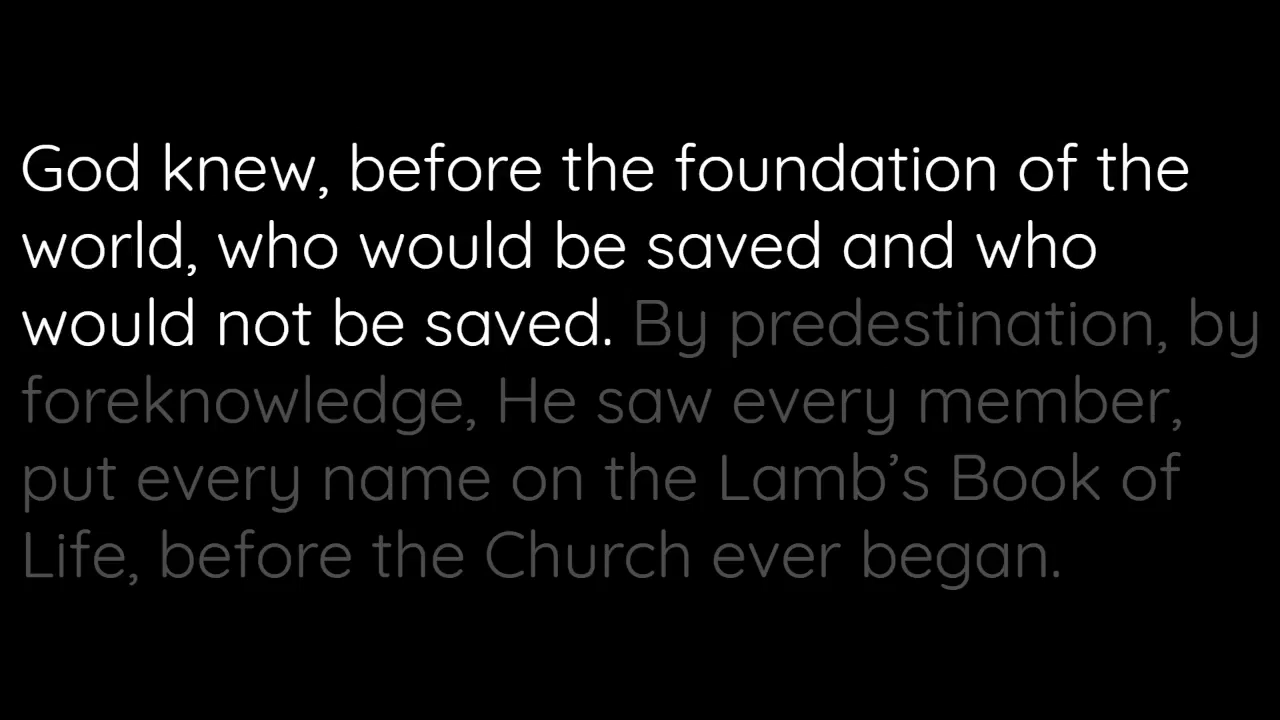 God knew, before the foundation of the
world, who would be saved and who
would not be saved. By predestination, by
foreknowledge, He saw every member,
put every name on the Lamb’s Book of
Life, before the Church ever began.